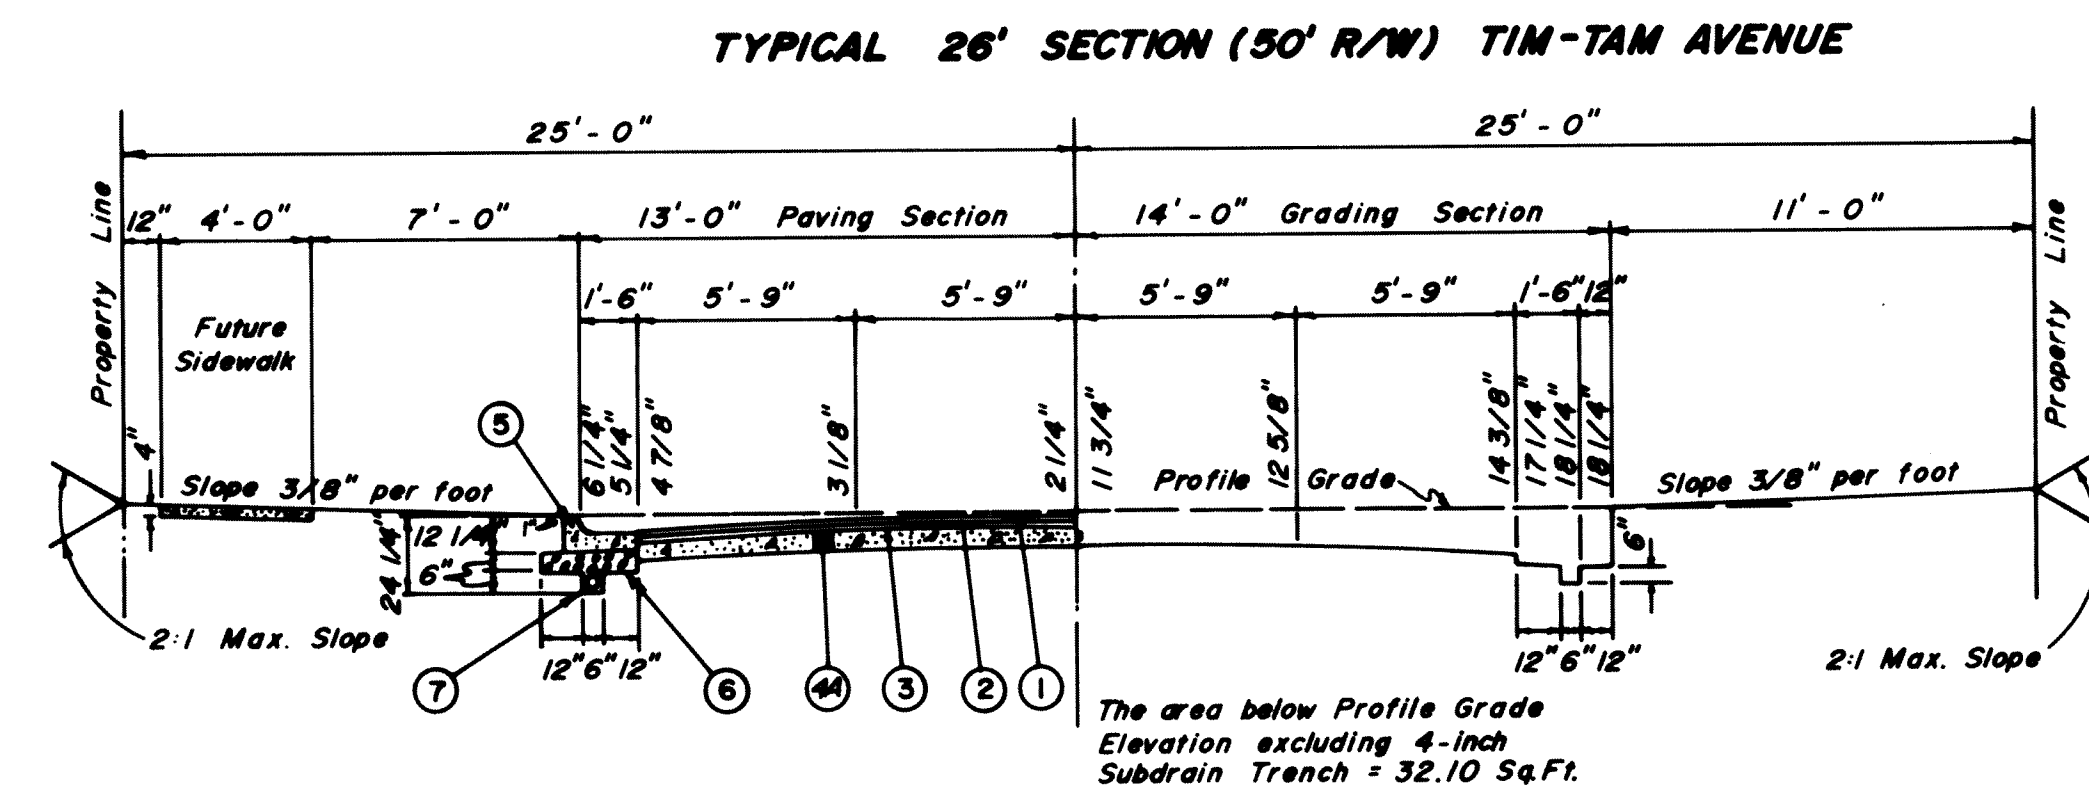 TYPICAL 26' SECTION (50' R/W) TIM-TAM AVENUE
25'-0" 25'-0"
12" 4'-0" 7'-0" 13'-0" Paving Section 14'-0" Grading Section 11'-0"
Property Line
Property Line
1'-6" 5'-9" 5'-9" 5'-9" 5'-9" 1'-6" 12"
Future
Sidewalk
4"
5
6 1/4"
5 1/4"
4 7/8"
3 1/8"
2 1/4"
11 3/4"
12 5/8"
14 3/8"
17 1/4"
18 1/4"
18 1/4"
Slope 3/8" per foot
Profile Grade
Slope 3/8" per foot
24 1/4"
12 1/4"
1"
6"
6"
2:1 Max. Slope
12" 6" 12"
12" 6" 12"
2:1 Max. Slope
7 6 4A 3 2 1
The area below Profile Grade
Elevation excluding 4-inch
Subdrain Trench = 32.10 Sq.Ft.